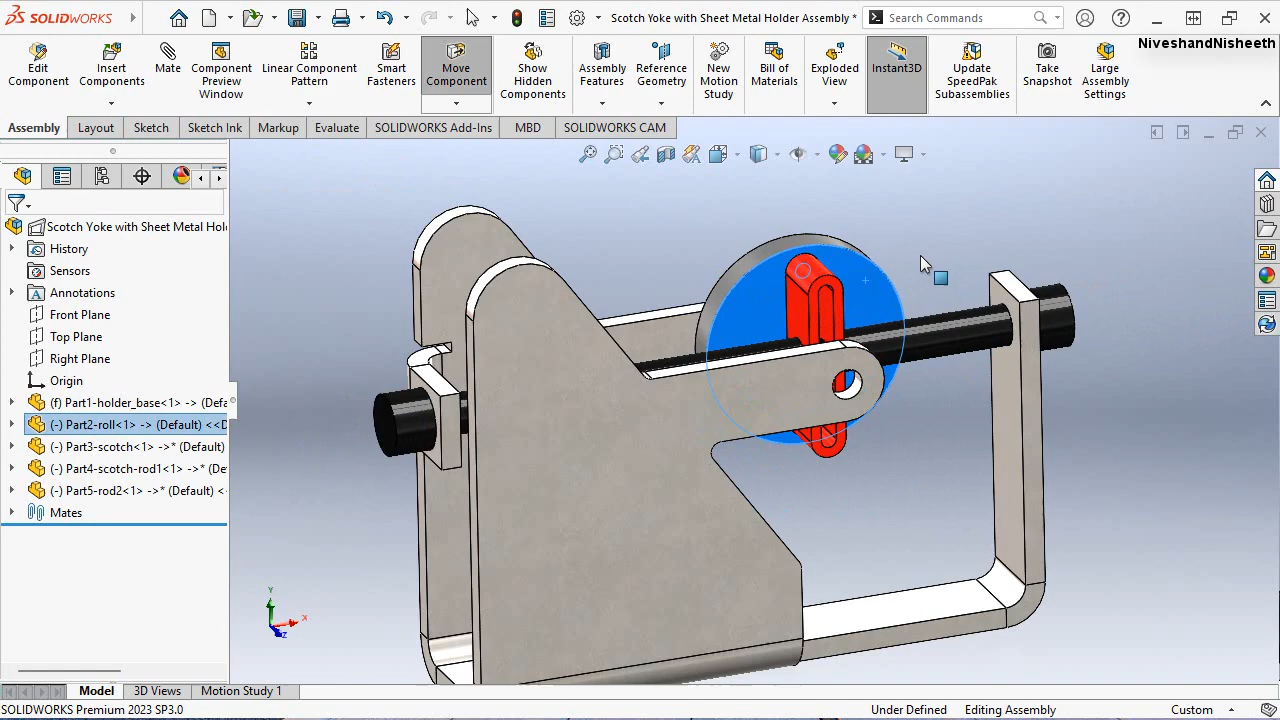 SOLIDWORKS
Scotch Yoke with Sheet Metal Holder Assembly *
Search Commands
NiveshandNisheeth
Edit
Component
Insert
Components
Mate
Component
Preview
Window
Linear Component
Pattern
Smart
Fasteners
Move
Component
Show
Hidden
Components
Assembly
Features
Reference
Geometry
New
Motion
Study
Bill of
Materials
Exploded
View
Instant3D
Update
SpeedPak
Subassemblies
Take
Snapshot
Large
Assembly
Settings
Assembly
Layout
Sketch
Sketch Ink
Markup
Evaluate
SOLIDWORKS Add-Ins
MBD
SOLIDWORKS CAM
Scotch Yoke with Sheet Metal Hol
History
Sensors
Annotations
Front Plane
Top Plane
Right Plane
Origin
(f) Part1-holder_base<1> -> (Defa
(-) Part2-roll<1> -> (Default) <<D
(-) Part3-scotch<1> ->* (Default)
(-) Part4-scotch-rod1<1> ->* (De
(-) Part5-rod2<1> ->* (Default) <
Mates
Y
X
Z
Model
3D Views
Motion Study 1
SOLIDWORKS Premium 2023 SP3.0
Under Defined
Editing Assembly
Custom